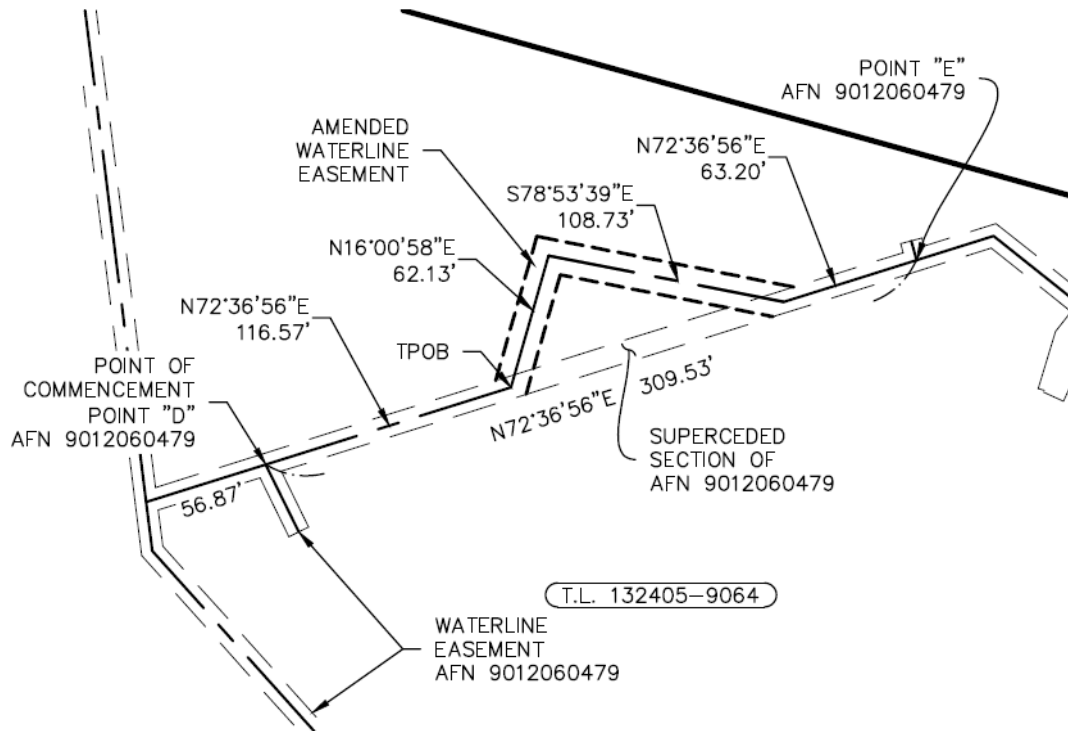 POINT "E"
AFN 9012060479
AMENDED
WATERLINE
EASEMENT
N72°36'56"E
63.20'
S78°53'39"E
108.73'
N16°00'58"E
62.13'
N72°36'56"E
116.57'
TPOB
POINT OF
COMMENCEMENT
POINT "D"
AFN 9012060479
N72°36'56"E 309.53'
SUPERCEDED
SECTION OF
AFN 9012060479
56.87'
T.L. 132405-9064
WATERLINE
EASEMENT
AFN 9012060479